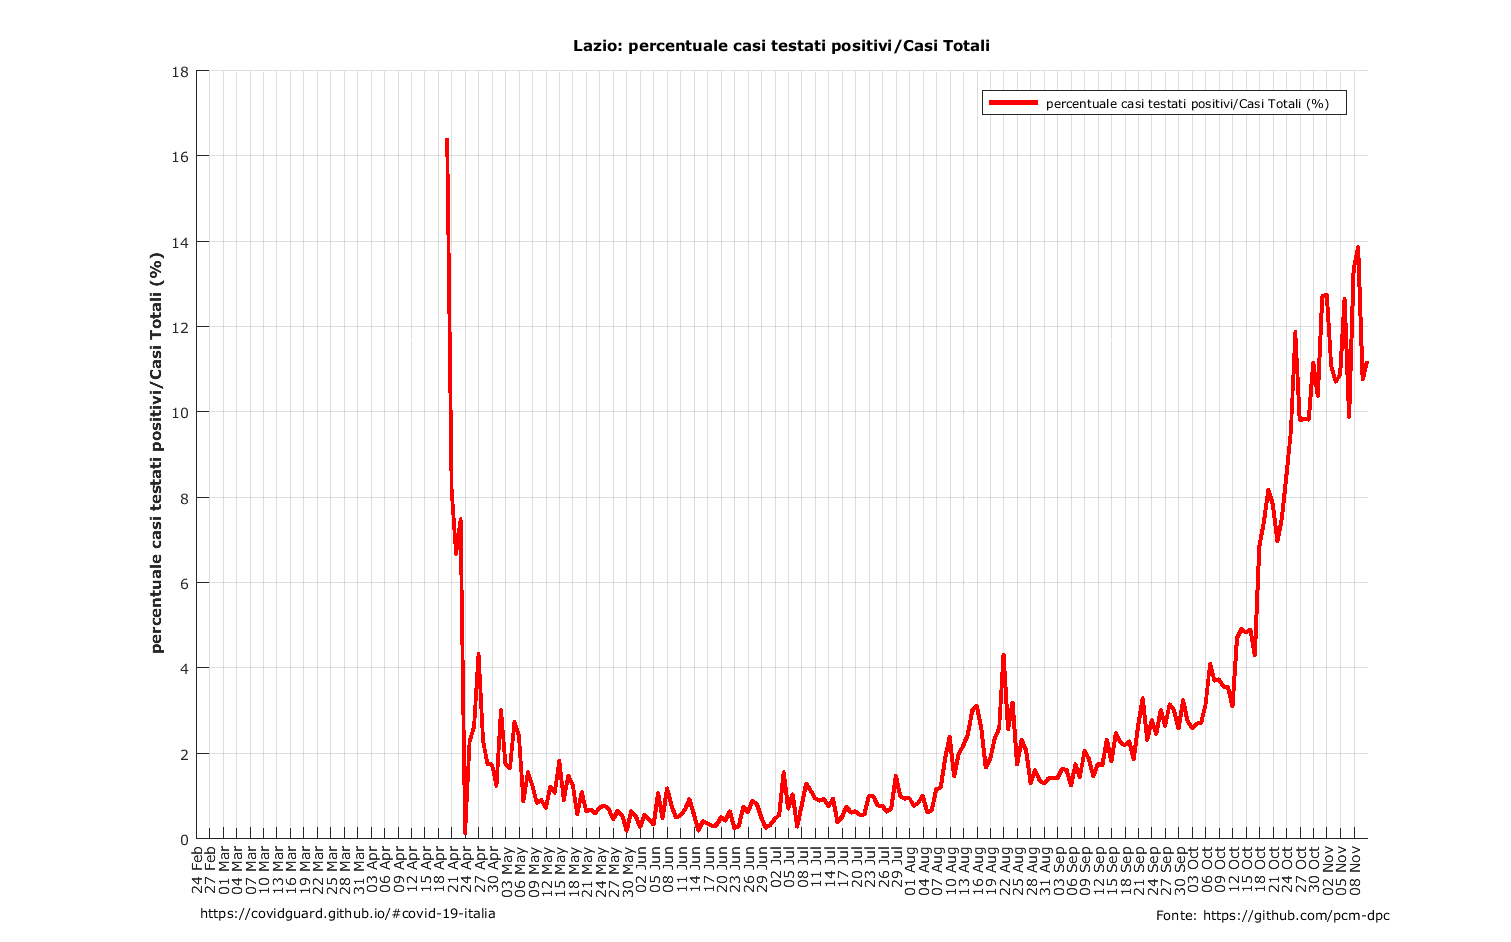 Lazio: percentuale casi testati positivi/Casi Totali
percentuale casi testati positivi/Casi Totali (%)
percentuale casi testati positivi/Casi Totali (%)
18
16
14
12
10
8
6
4
2
0
24 Feb
27 Feb
01 Mar
04 Mar
07 Mar
10 Mar
13 Mar
16 Mar
19 Mar
22 Mar
25 Mar
28 Mar
31 Mar
03 Apr
06 Apr
09 Apr
12 Apr
15 Apr
18 Apr
21 Apr
24 Apr
27 Apr
30 Apr
03 May
06 May
09 May
12 May
15 May
18 May
21 May
24 May
27 May
30 May
02 Jun
05 Jun
08 Jun
11 Jun
14 Jun
17 Jun
20 Jun
23 Jun
26 Jun
29 Jun
02 Jul
05 Jul
08 Jul
11 Jul
14 Jul
17 Jul
20 Jul
23 Jul
26 Jul
29 Jul
01 Aug
04 Aug
07 Aug
10 Aug
13 Aug
16 Aug
19 Aug
22 Aug
25 Aug
28 Aug
31 Aug
03 Sep
06 Sep
09 Sep
12 Sep
15 Sep
18 Sep
21 Sep
24 Sep
27 Sep
30 Sep
03 Oct
06 Oct
09 Oct
12 Oct
15 Oct
18 Oct
21 Oct
24 Oct
27 Oct
30 Oct
02 Nov
05 Nov
08 Nov
https://covidguard.github.io/#covid-19-italia
Fonte: https://github.com/pcm-dpc